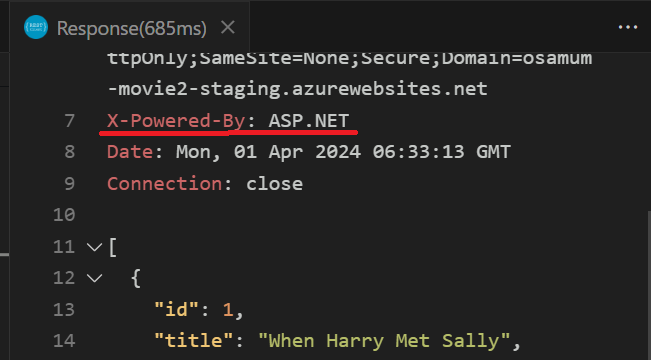 Response(685ms)
ttpOnly;SameSite=None;Secure;Domain=osamum
-movie2-staging.azurewebsites.net
7 X-Powered-By: ASP.NET
8 Date: Mon, 01 Apr 2024 06:33:13 GMT
9 Connection: close
10
11 [
12 {
13 "id": 1,
14 "title": "When Harry Met Sally",